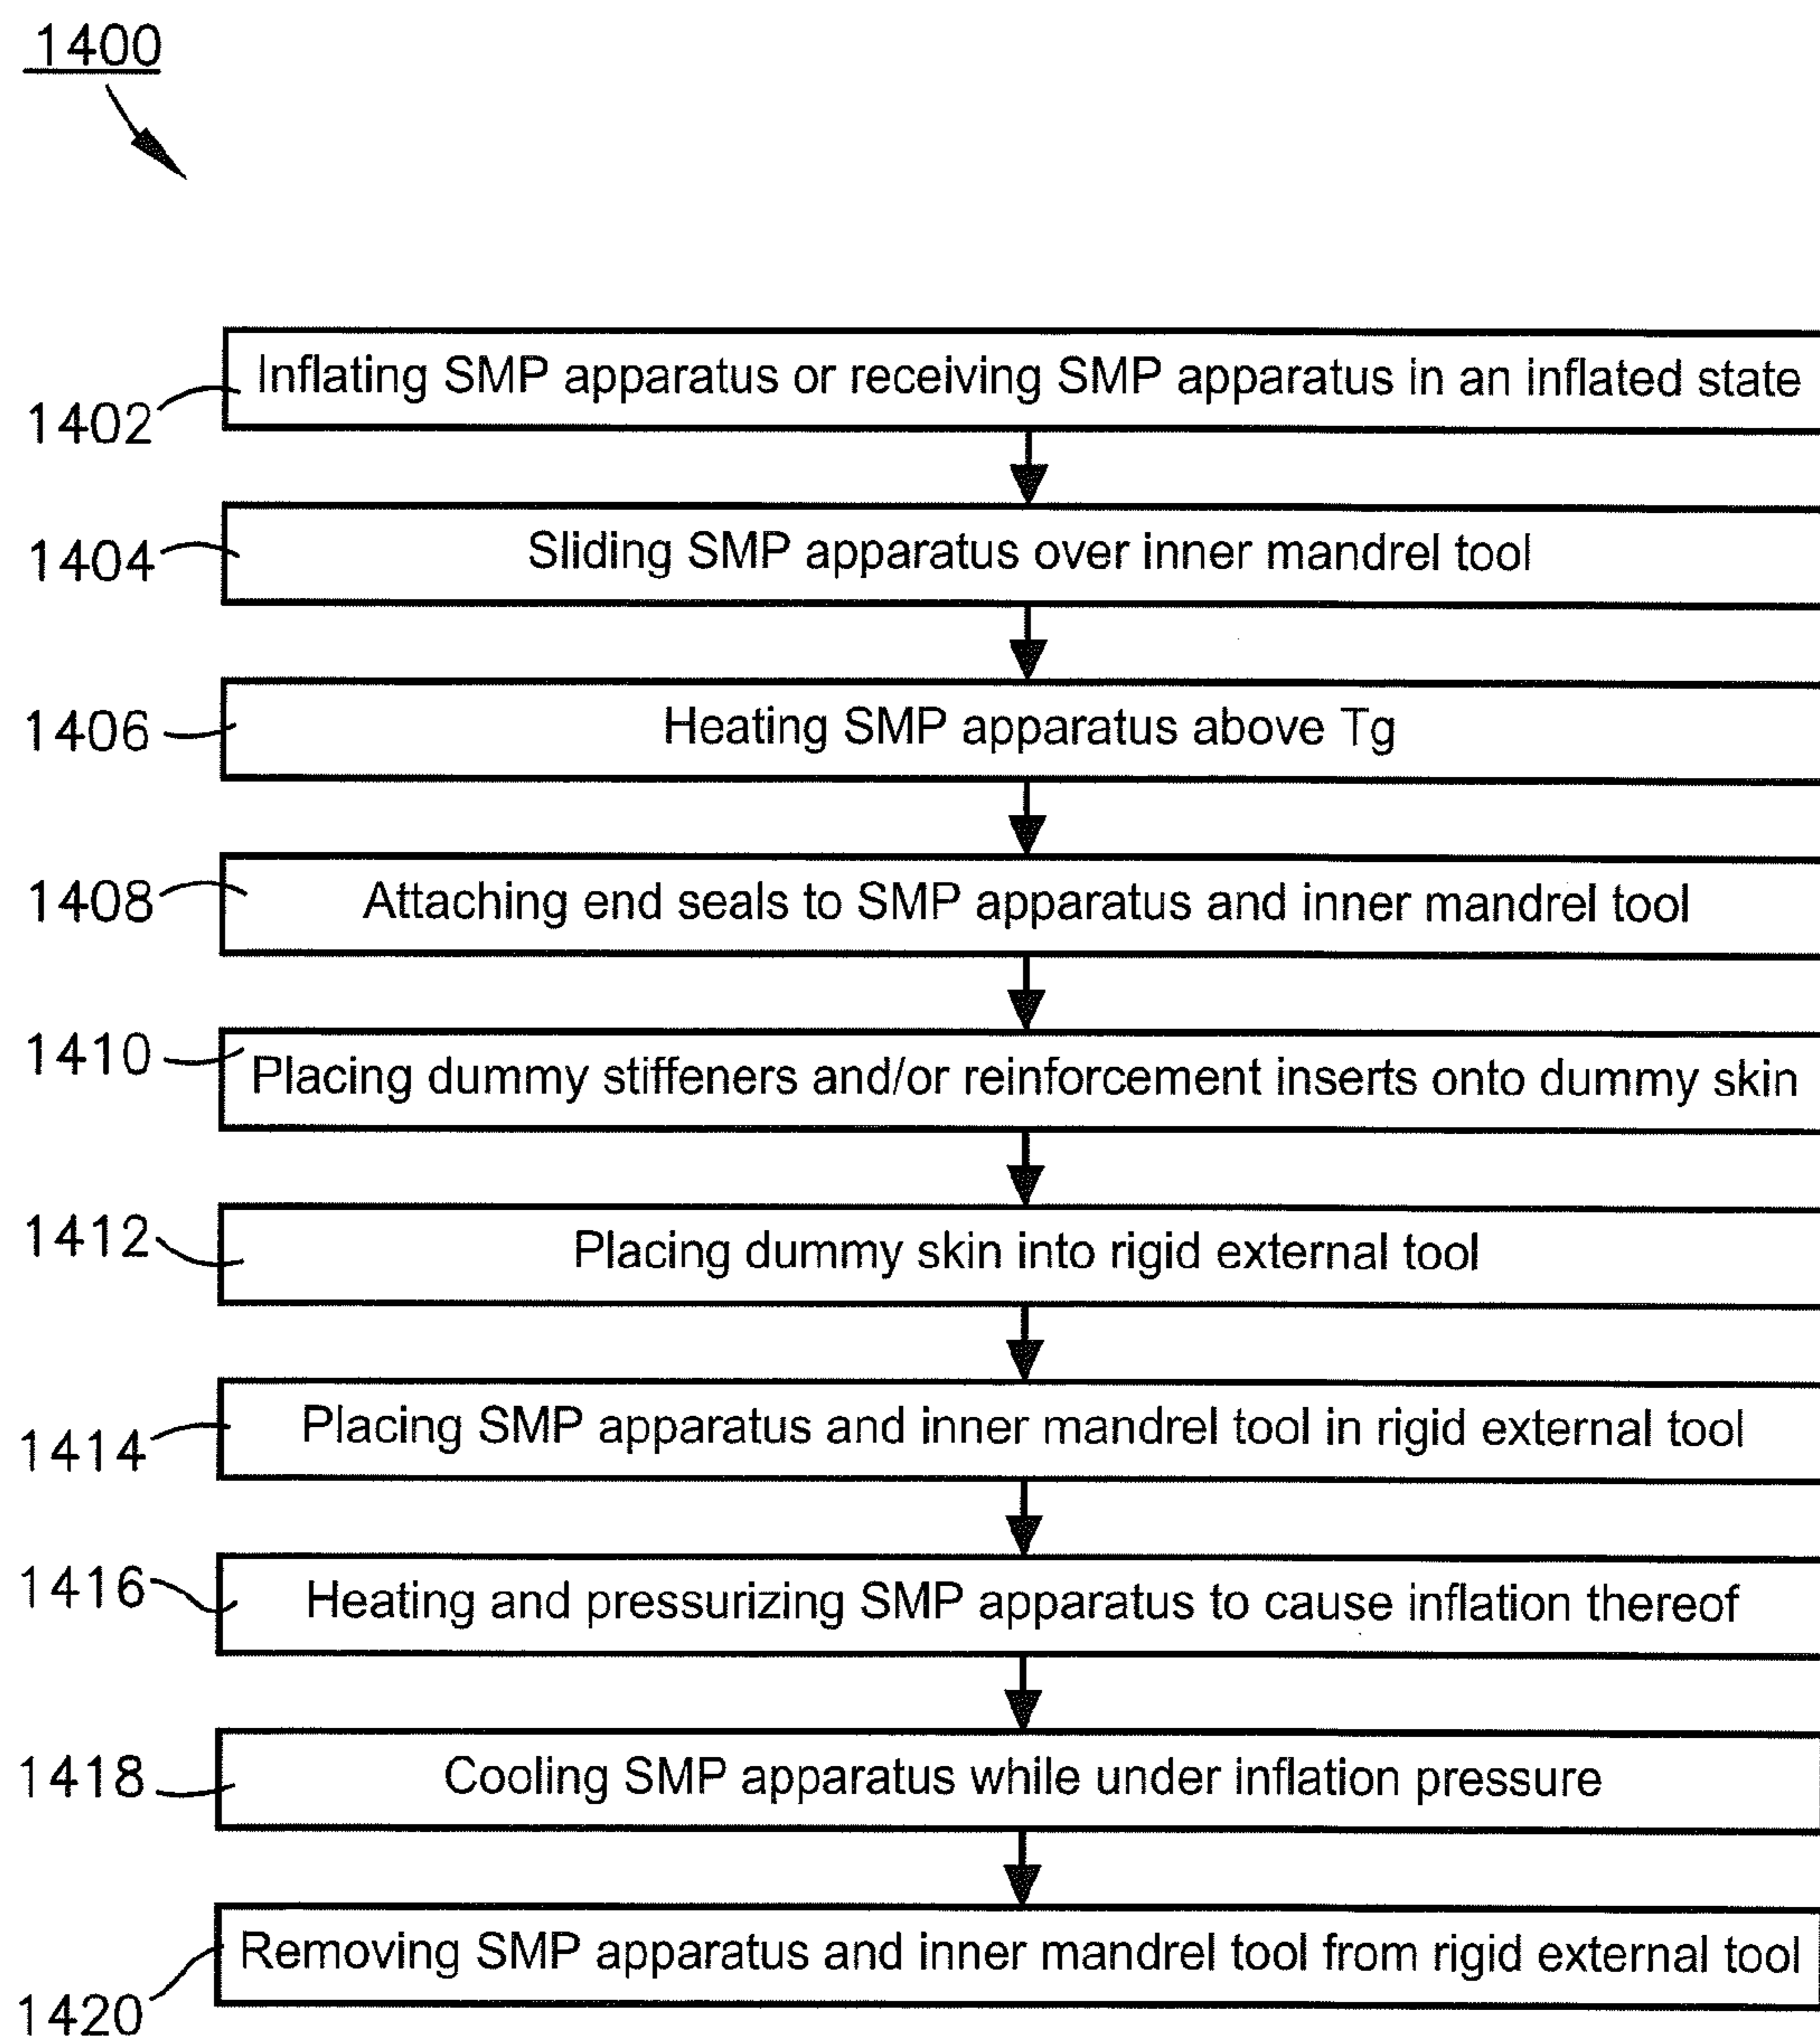 1400
Inflating SMP apparatus or receiving SMP apparatus in an inflated state
1402
Sliding SMP apparatus over inner mandrel tool
1404
Heating SMP apparatus above Tg
1406
Attaching end seals to SMP apparatus and inner mandrel tool
1408
Placing dummy stiffeners and/or reinforcement inserts onto dummy skin
1410
Placing dummy skin into rigid external tool
1412
Placing SMP apparatus and inner mandrel tool in rigid external tool
1414
Heating and pressurizing SMP apparatus to cause inflation thereof
1416
Cooling SMP apparatus while under inflation pressure
1418
Removing SMP apparatus and inner mandrel tool from rigid external tool
1420